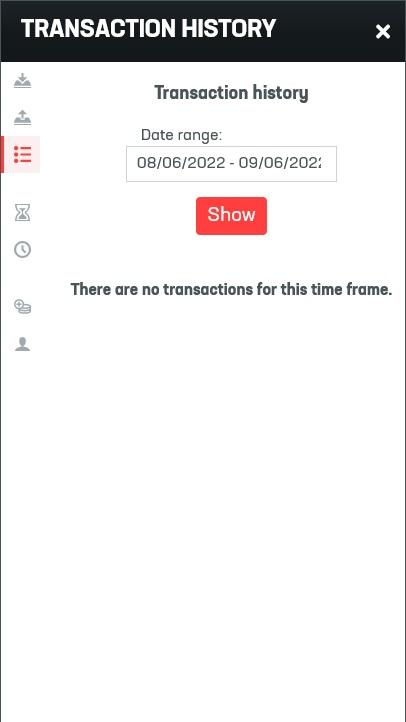 TRANSACTION HISTORY
Transaction history
Date range:
08/06/2022 - 09/06/202
Show
There are no transactions for this time frame.